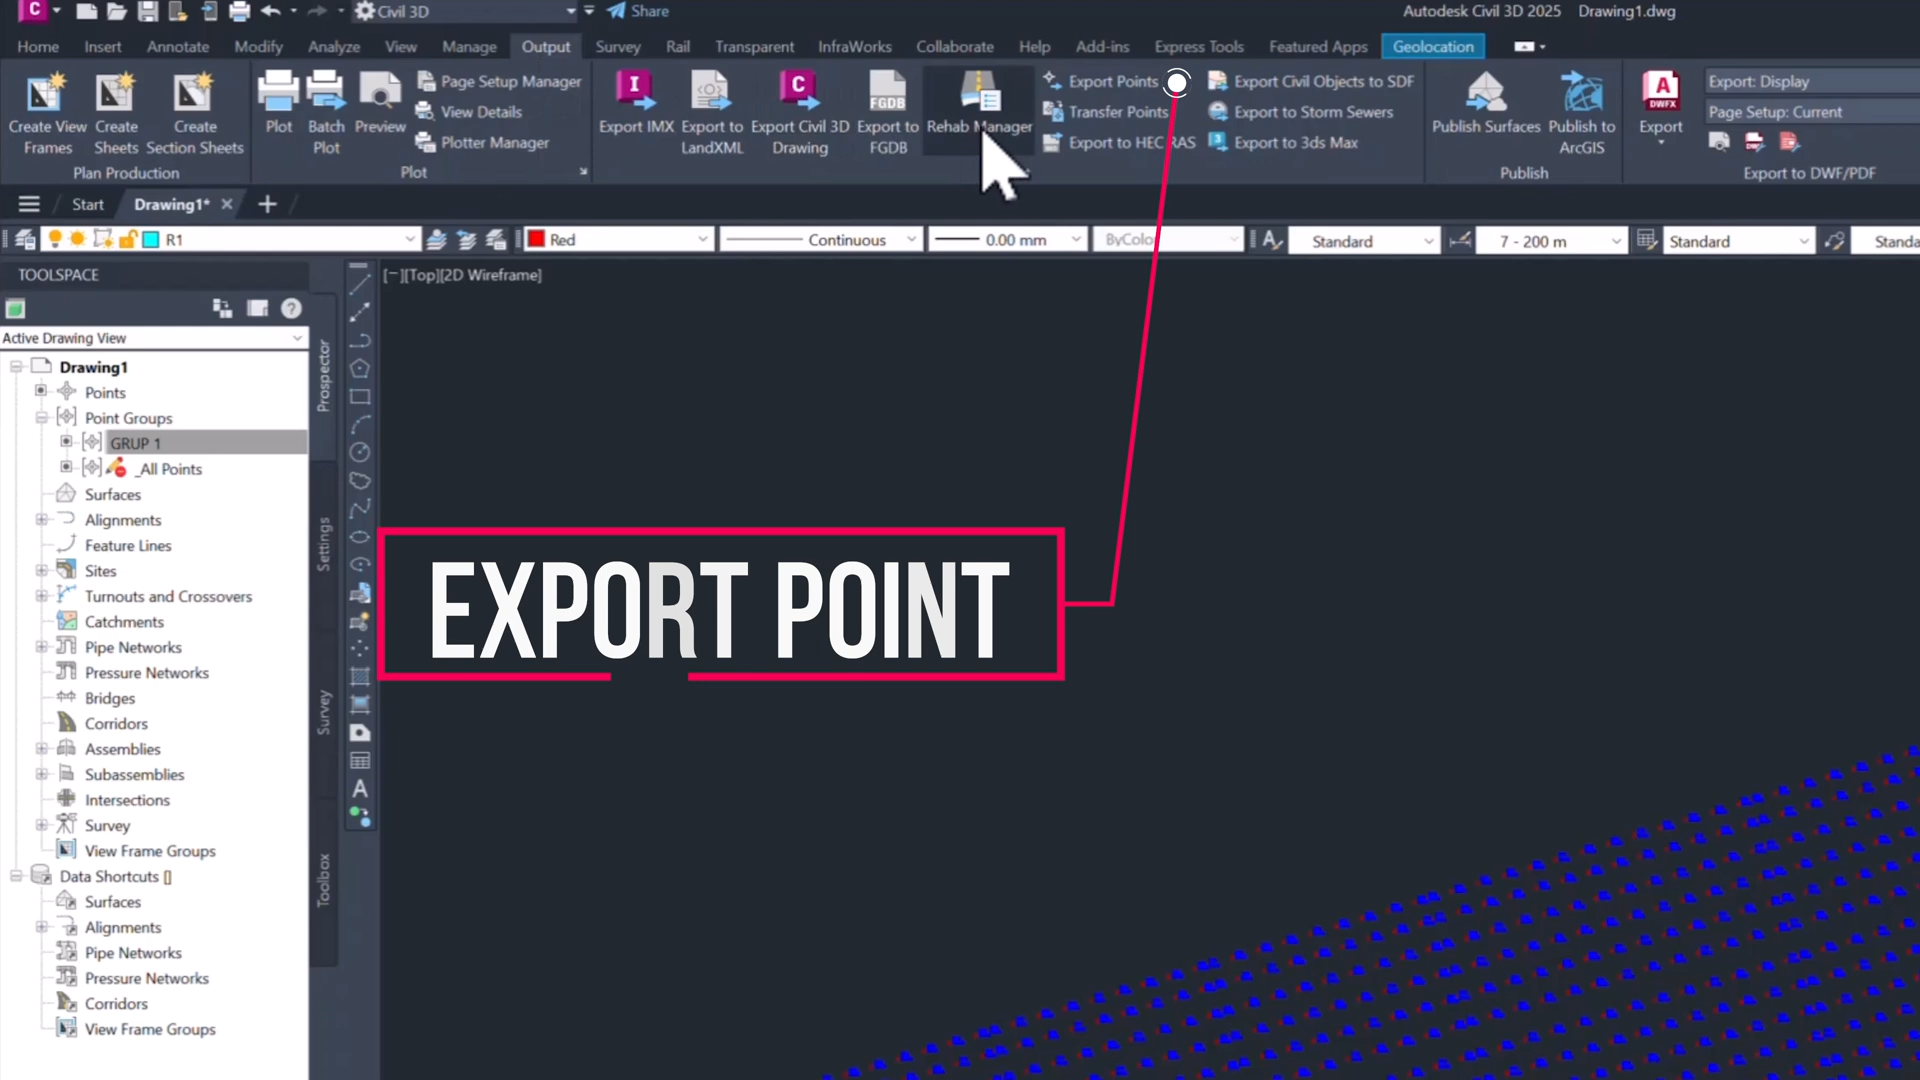 C Civil 3D Share Autodesk Civil 3D 2025 Drawing1.dwg
Home Insert Annotate Modify Analyze View Manage Output Survey Rail Transparent InfraWorks Collaborate Help Add-ins Express Tools Featured Apps Geolocation
Create View Frames
Create Sheets
Create Section Sheets
Plan Production
Plot
Batch Plot
Preview
Page Setup Manager
View Details
Plotter Manager
Plot
Export IMX
Export to LandXML
Export Civil 3D Drawing
FGDB
Export to FGDB
Rehab Manager
Export Points
Transfer Points
Export to HEC RAS
Export Civil Objects to SDF
Export to Storm Sewers
Export to 3ds Max
Publish Surfaces
Publish to ArcGIS
Publish
DWFX
Export
Export: Display
Page Setup: Current
Export to DWF/PDF
Start Drawing1*
R1 Red Continuous 0.00 mm ByColo Standard 7 - 200 m Standard Standa
TOOLSPACE
[−][Top][2D Wireframe]
Active Drawing View
Drawing1
Points
Point Groups
GRUP 1
_All Points
Surfaces
Alignments
Feature Lines
Sites
Turnouts and Crossovers
Catchments
Pipe Networks
Pressure Networks
Bridges
Corridors
Assemblies
Subassemblies
Intersections
Survey
View Frame Groups
Data Shortcuts []
Surfaces
Alignments
Pipe Networks
Pressure Networks
Corridors
View Frame Groups
Prospector
Settings
Survey
Toolbox
EXPORT POINT